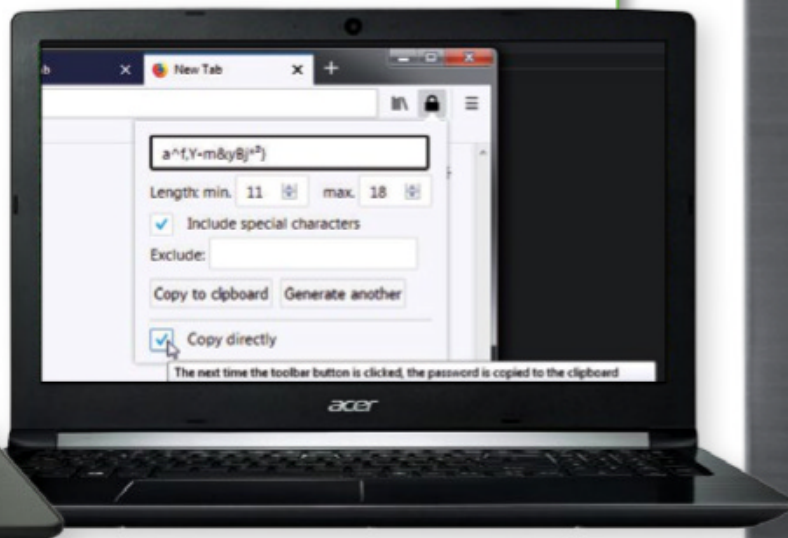 b
New Tab
a^f,Y-m&yBj*²)
Length: min. 11 max. 18
Include special characters
Exclude:
Copy to clipboard Generate another
Copy directly
The next time the toolbar button is clicked, the password is copied to the clipboard
acer